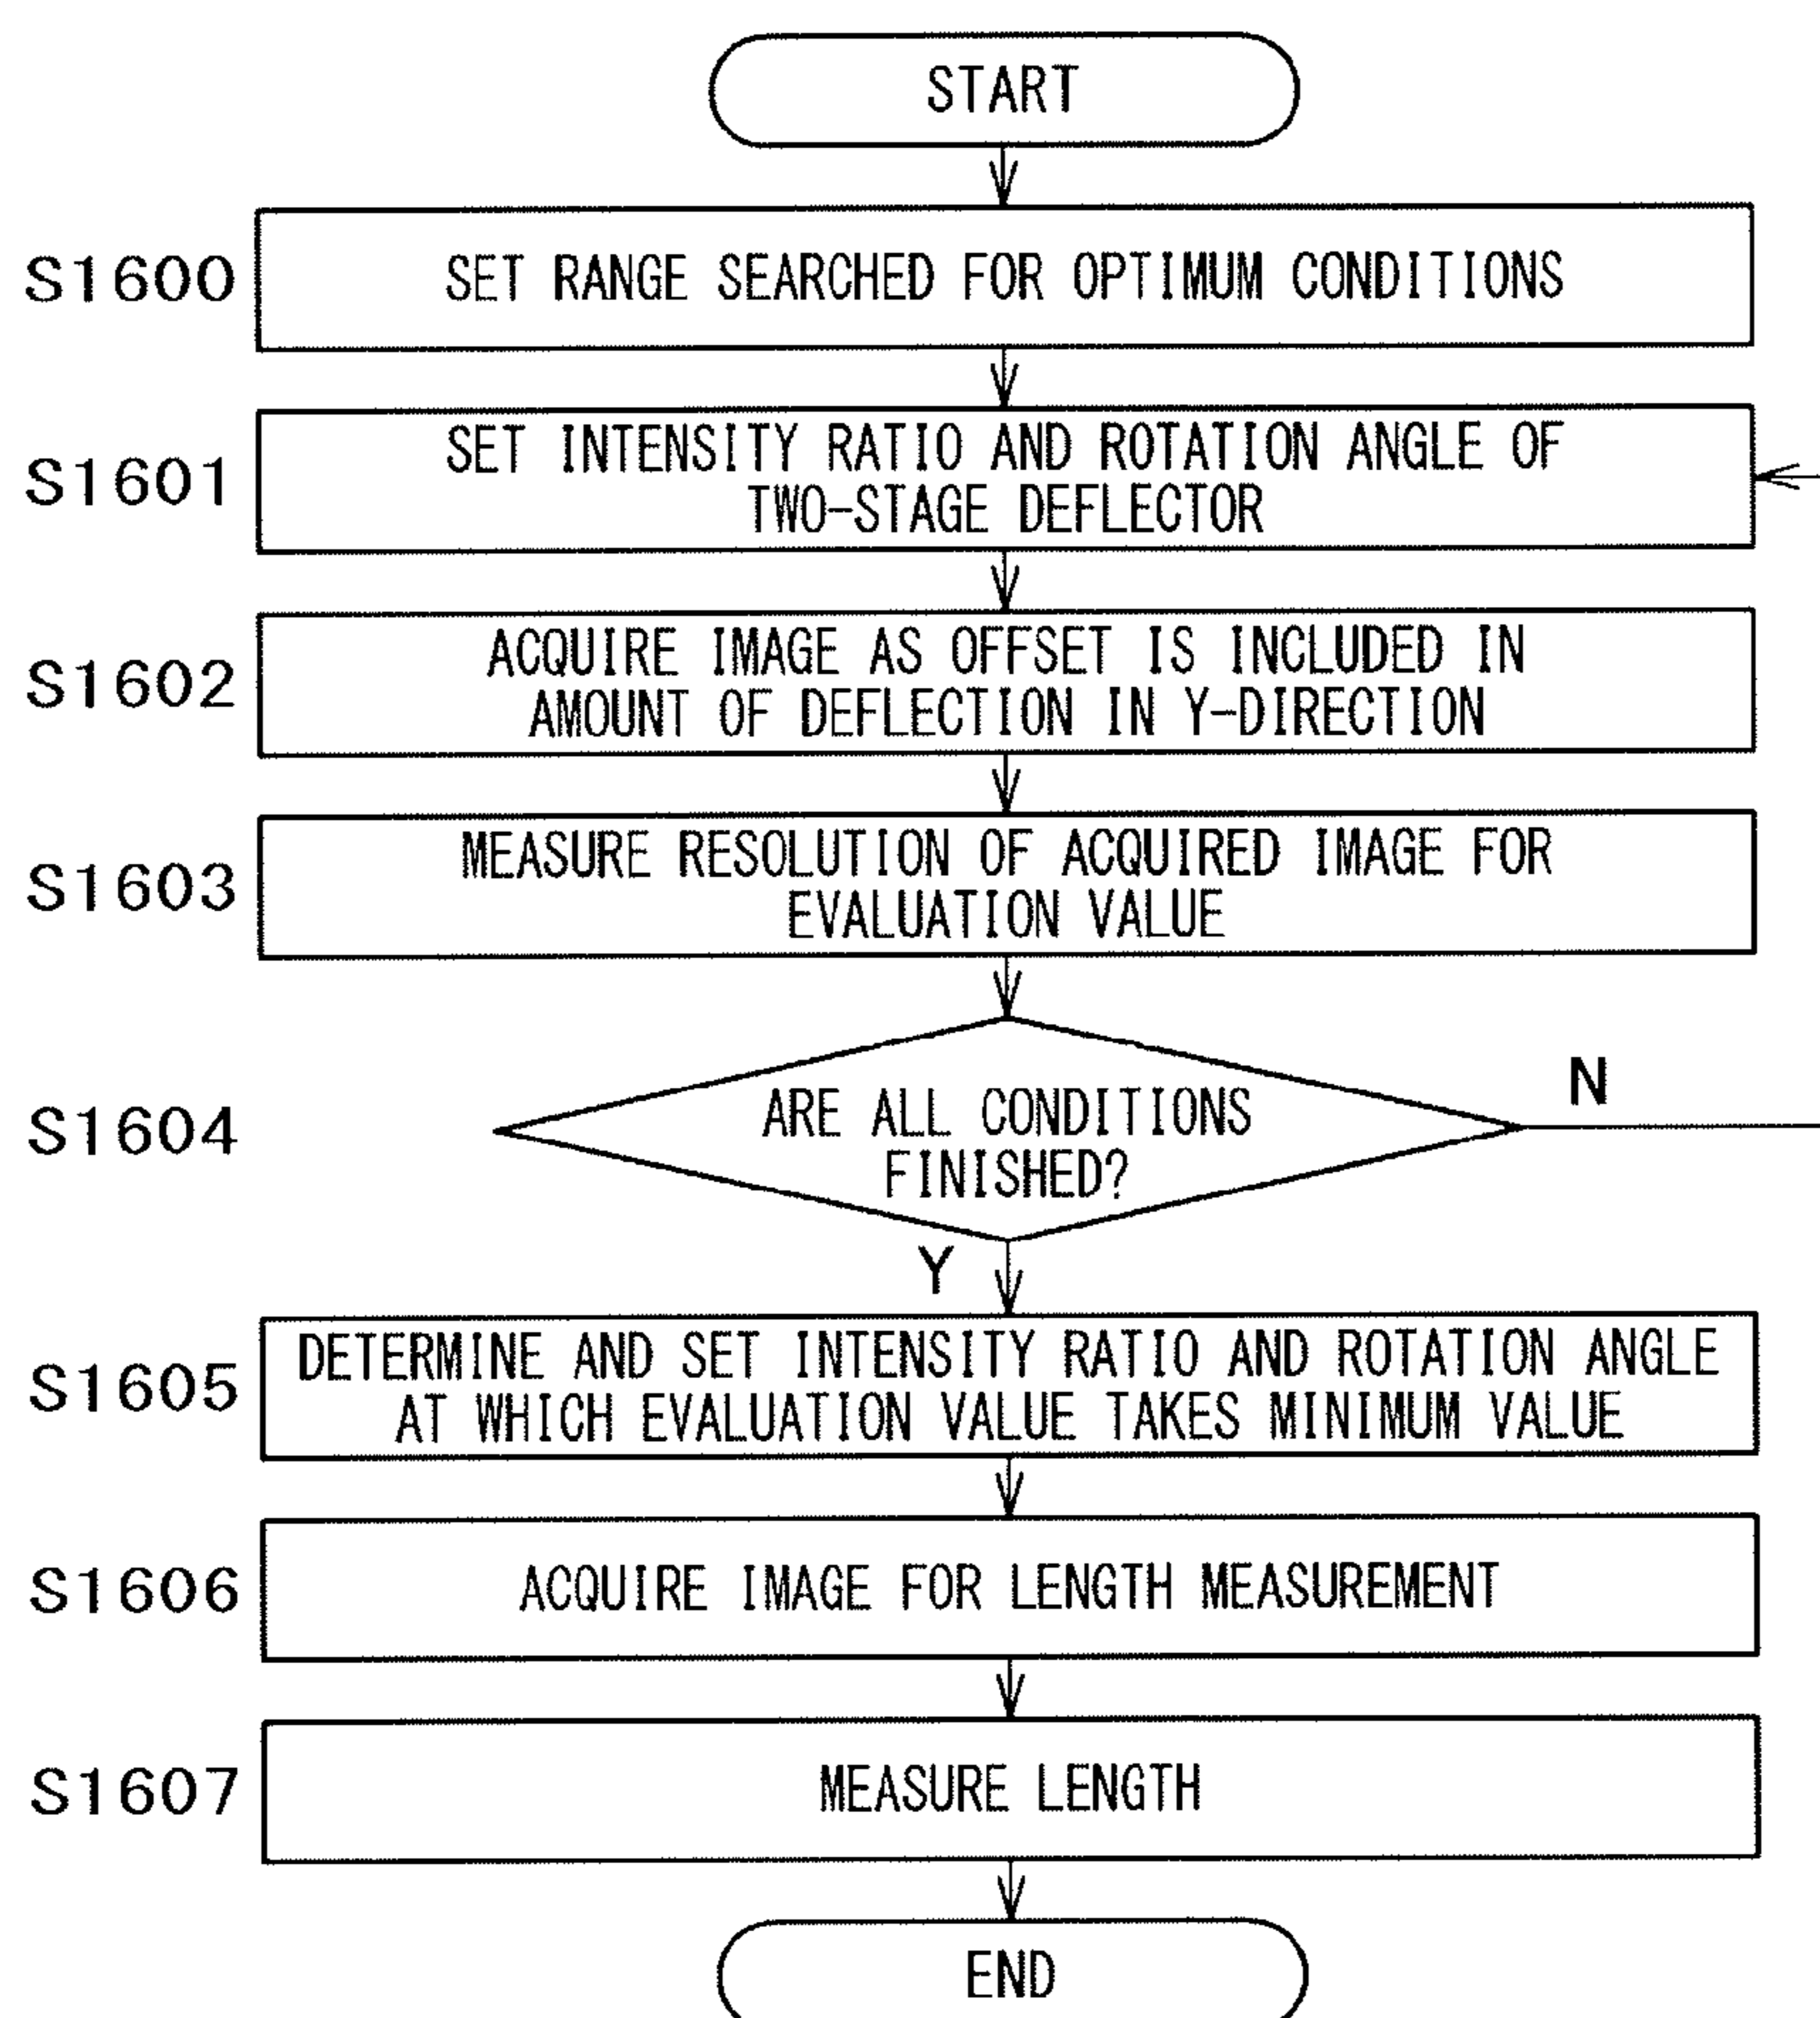 START
S1600
SET RANGE SEARCHED FOR OPTIMUM CONDITIONS
S1601
SET INTENSITY RATIO AND ROTATION ANGLE OF
TWO-STAGE DEFLECTOR
S1602
ACQUIRE IMAGE AS OFFSET IS INCLUDED IN
AMOUNT OF DEFLECTION IN Y-DIRECTION
S1603
MEASURE RESOLUTION OF ACQUIRED IMAGE FOR
EVALUATION VALUE
S1604
ARE ALL CONDITIONS
FINISHED?
N
Y
S1605
DETERMINE AND SET INTENSITY RATIO AND ROTATION ANGLE
AT WHICH EVALUATION VALUE TAKES MINIMUM VALUE
S1606
ACQUIRE IMAGE FOR LENGTH MEASUREMENT
S1607
MEASURE LENGTH
END